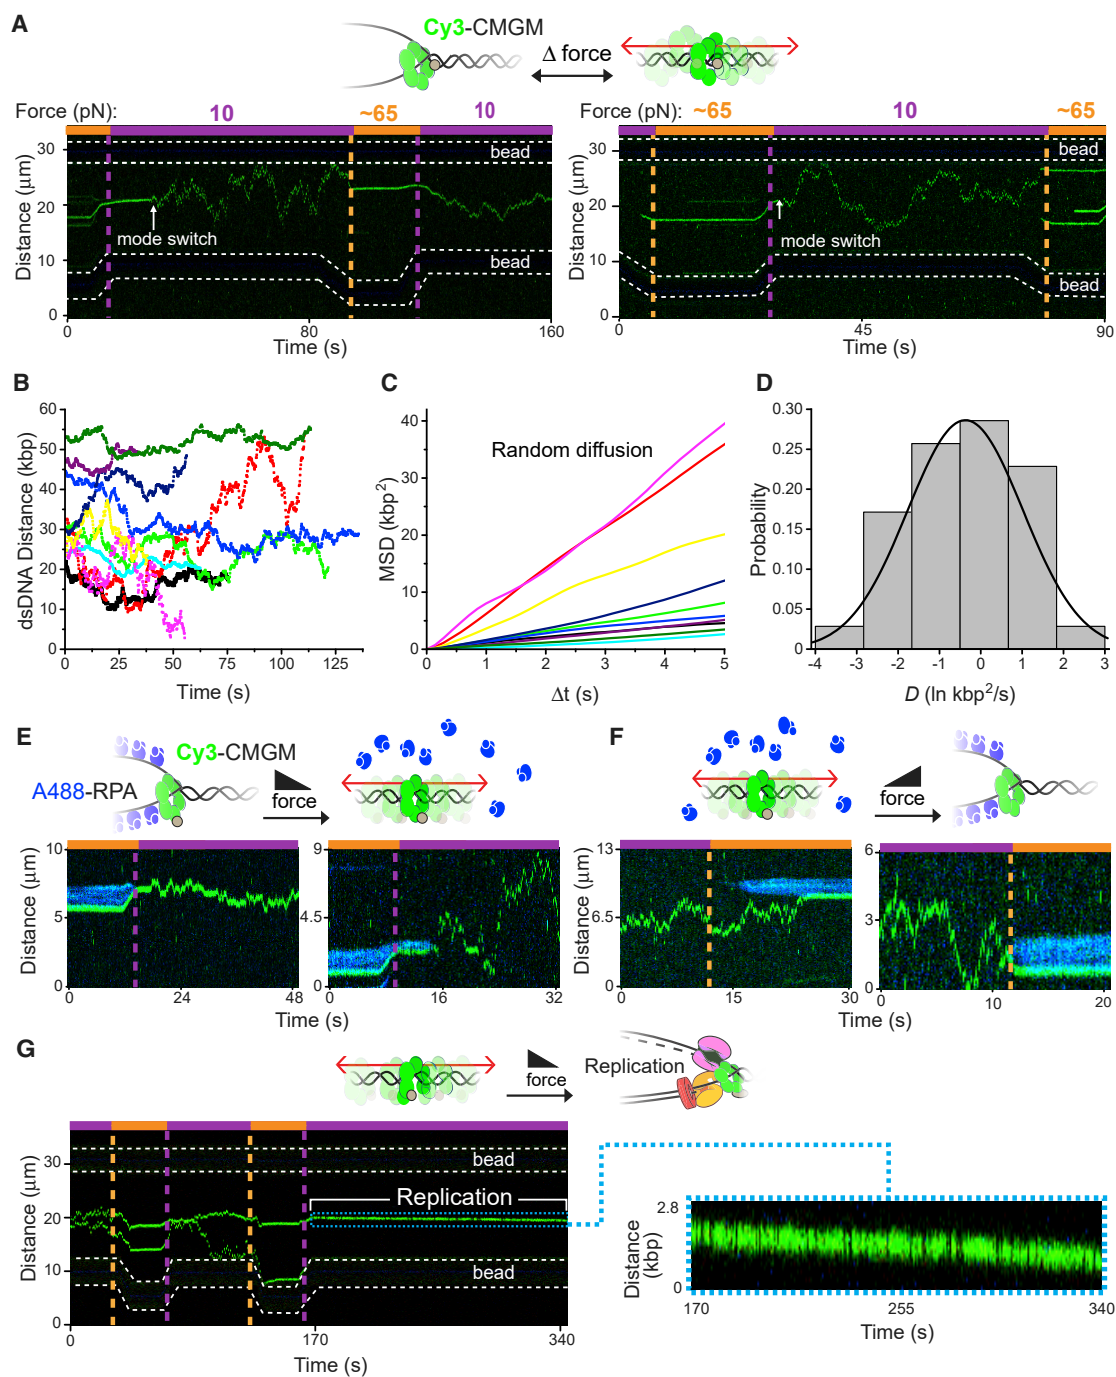 A
Cy3-CMGM
Δ force
Force (pN):
10
~65
10
Distance (μm)
30
20
10
0
bead
mode switch
bead
0
80
160
Time (s)
Force (pN):
~65
10
~65
Distance (μm)
30
20
10
0
bead
mode switch
bead
0
45
90
Time (s)
B
dsDNA Distance (kbp)
60
50
40
30
20
10
0
0
25
50
75
100
125
Time (s)
C
Random diffusion
MSD (kbp²)
40
30
20
10
0
0
1
2
3
4
5
Δt (s)
D
Probability
0.30
0.25
0.20
0.15
0.10
0.05
0
-4
-3
-2
-1
0
1
2
3
D (ln kbp²/s)
E
Cy3-CMGM
A488-RPA
force
Distance (μm)
10
5
0
0
24
48
Time (s)
9
4.5
0
0
16
32
F
force
Distance (μm)
13
6.5
0
0
15
30
Time (s)
6
3
0
0
10
20
G
force
Replication
Distance (μm)
30
20
10
0
bead
Replication
bead
0
170
340
Time (s)
Distance
(kbp)
2.8
0
170
255
340
Time (s)